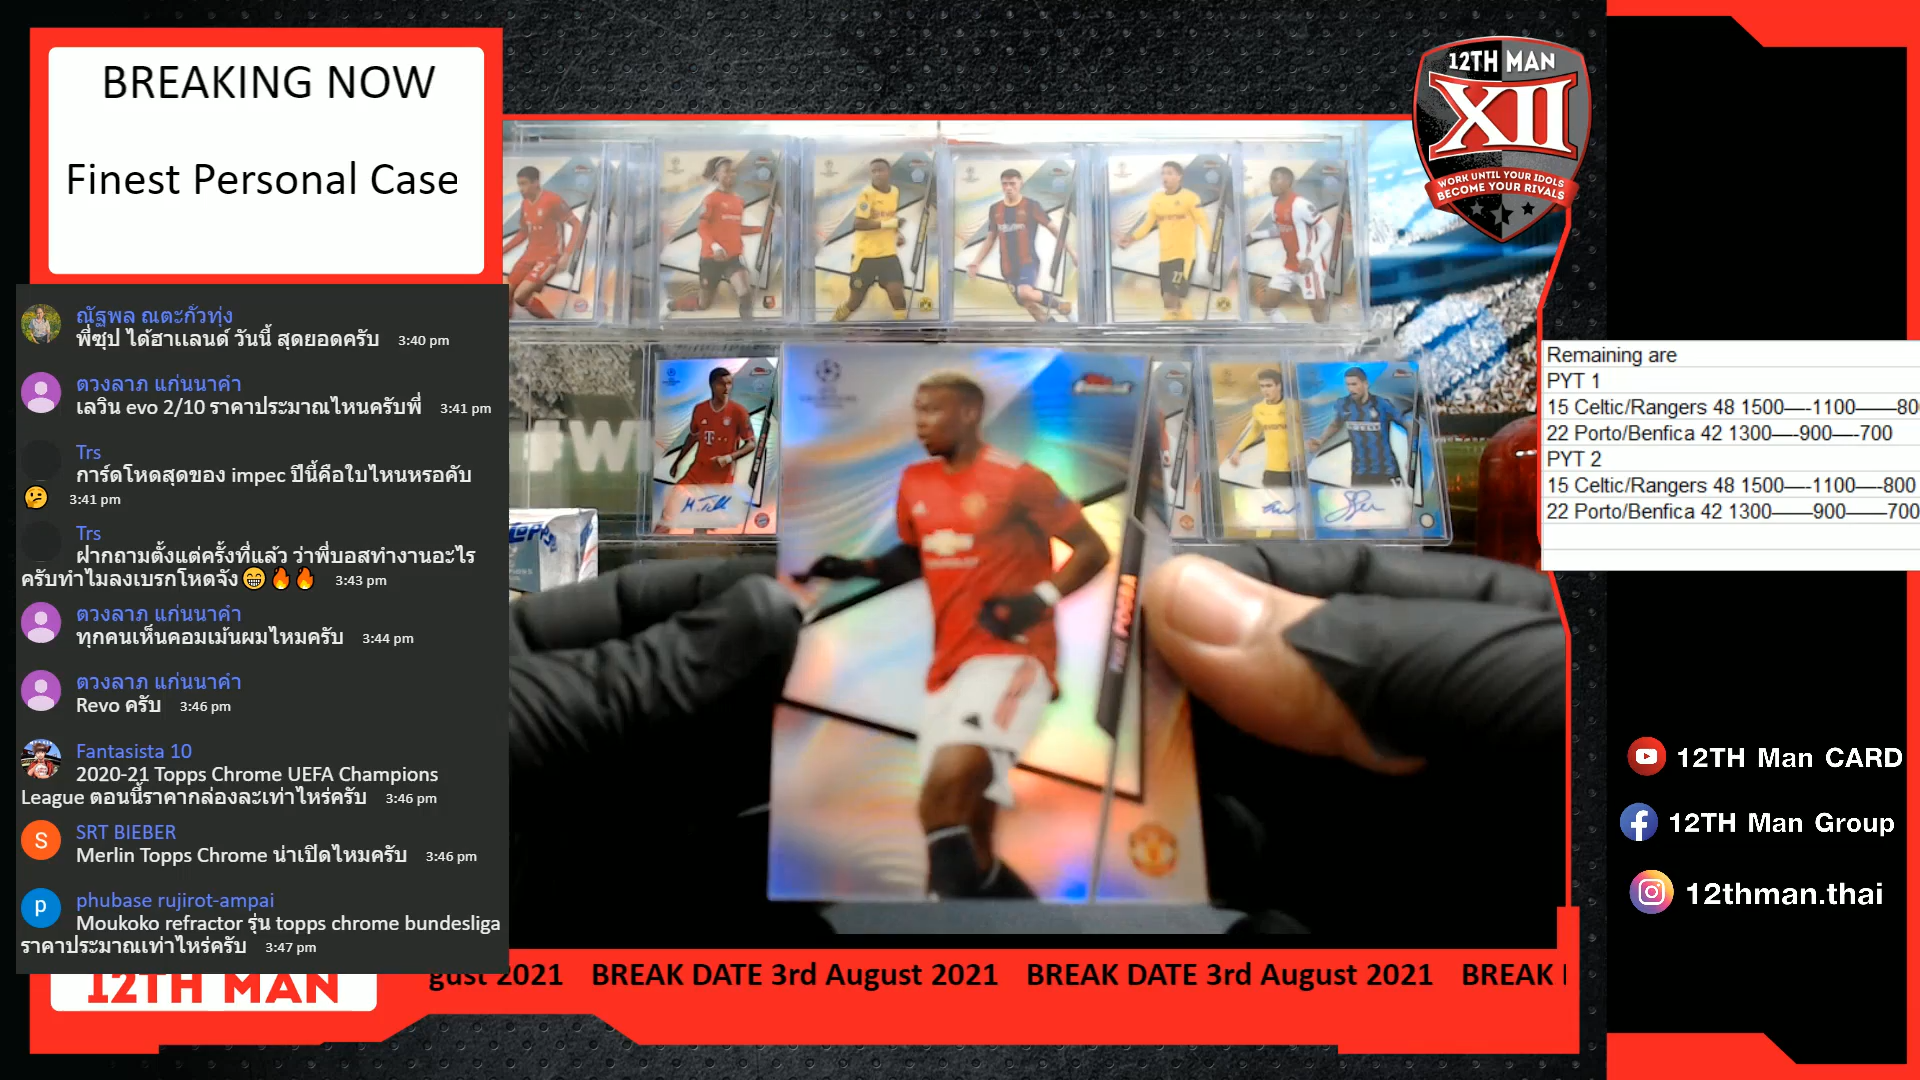 BREAKING NOW
Finest Personal Case
ณัฐพล ณตะกั่วทุ่ง
พี่ซุป ได้ฮาแลนด์ วันนี้ สุดยอดครับ 3:40 pm
ตวงลาภ แก่นนาคำ
เลวิน evo 2/10 ราคาประมาณไหนครับพี่ 3:41 pm
Trs
การ์ดโหดสุดของ impec ปีนี้คือใบไหนหรอคับ
🤔 3:41 pm
Trs
ฝากถามตั้งแต่ครั้งที่แล้ว ว่าพี่บอสทำงานอะไร
ครับทำไมลงเบรกโหดจัง😁🔥🔥 3:43 pm
ตวงลาภ แก่นนาคำ
ทุกคนเห็นคอมเม้นผมไหมครับ 3:44 pm
ตวงลาภ แก่นนาคำ
Revo ครับ 3:46 pm
Fantasista 10
2020-21 Topps Chrome UEFA Champions
League ตอนนี้ราคากล่องละเท่าไหร่ครับ 3:46 pm
S
SRT BIEBER
Merlin Topps Chrome น่าเปิดไหมครับ 3:46 pm
p
phubase rujirot-ampai
Moukoko refractor รุ่น topps chrome bundesliga
ราคาประมาณเท่าไหร่ครับ 3:47 pm
12TH MAN
gust 2021 BREAK DATE 3rd August 2021 BREAK DATE 3rd August 2021 BREAK
12TH MAN
XII
WORK UNTIL YOUR IDOLS
BECOME YOUR RIVALS
Remaining are
PYT 1
15 Celtic/Rangers 48 1500—-1100——80
22 Porto/Benfica 42 1300—-900—-700
PYT 2
15 Celtic/Rangers 48 1500—-1100—-800
22 Porto/Benfica 42 1300——900——700
12TH Man CARD
12TH Man Group
12thman.thai